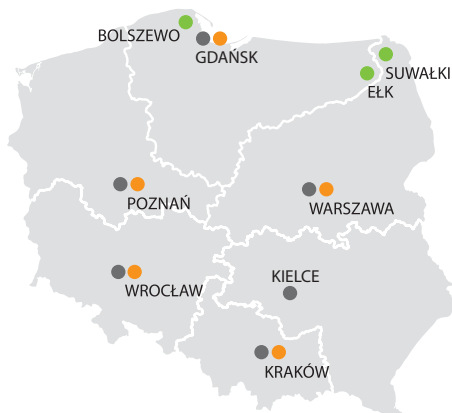 BOLSZEWO
GDAŃSK
SUWAŁKI
EŁK
POZNAŃ
WARSZAWA
WROCŁAW
KIELCE
KRAKÓW